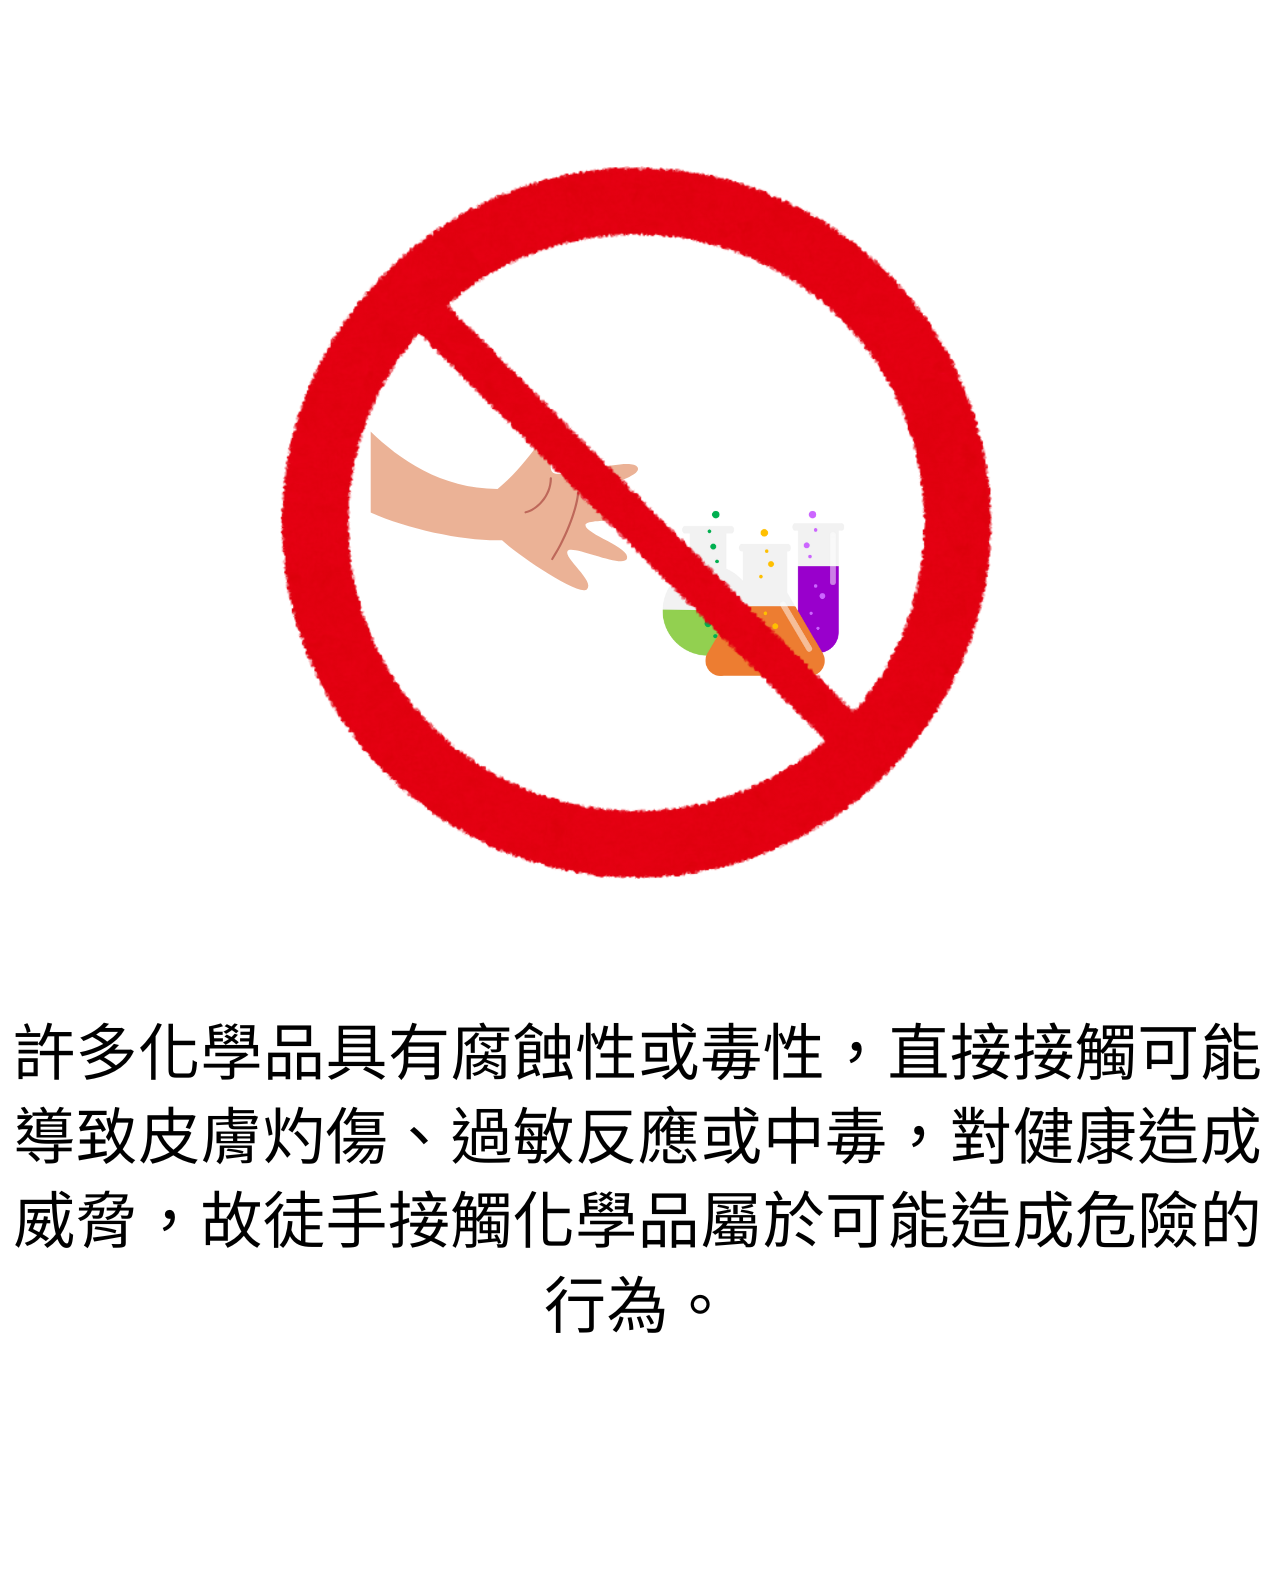 許多化學品具有腐蝕性或毒性，直接接觸可能
導致皮膚灼傷、過敏反應或中毒，對健康造成
威脅，故徒手接觸化學品屬於可能造成危險的
行為。